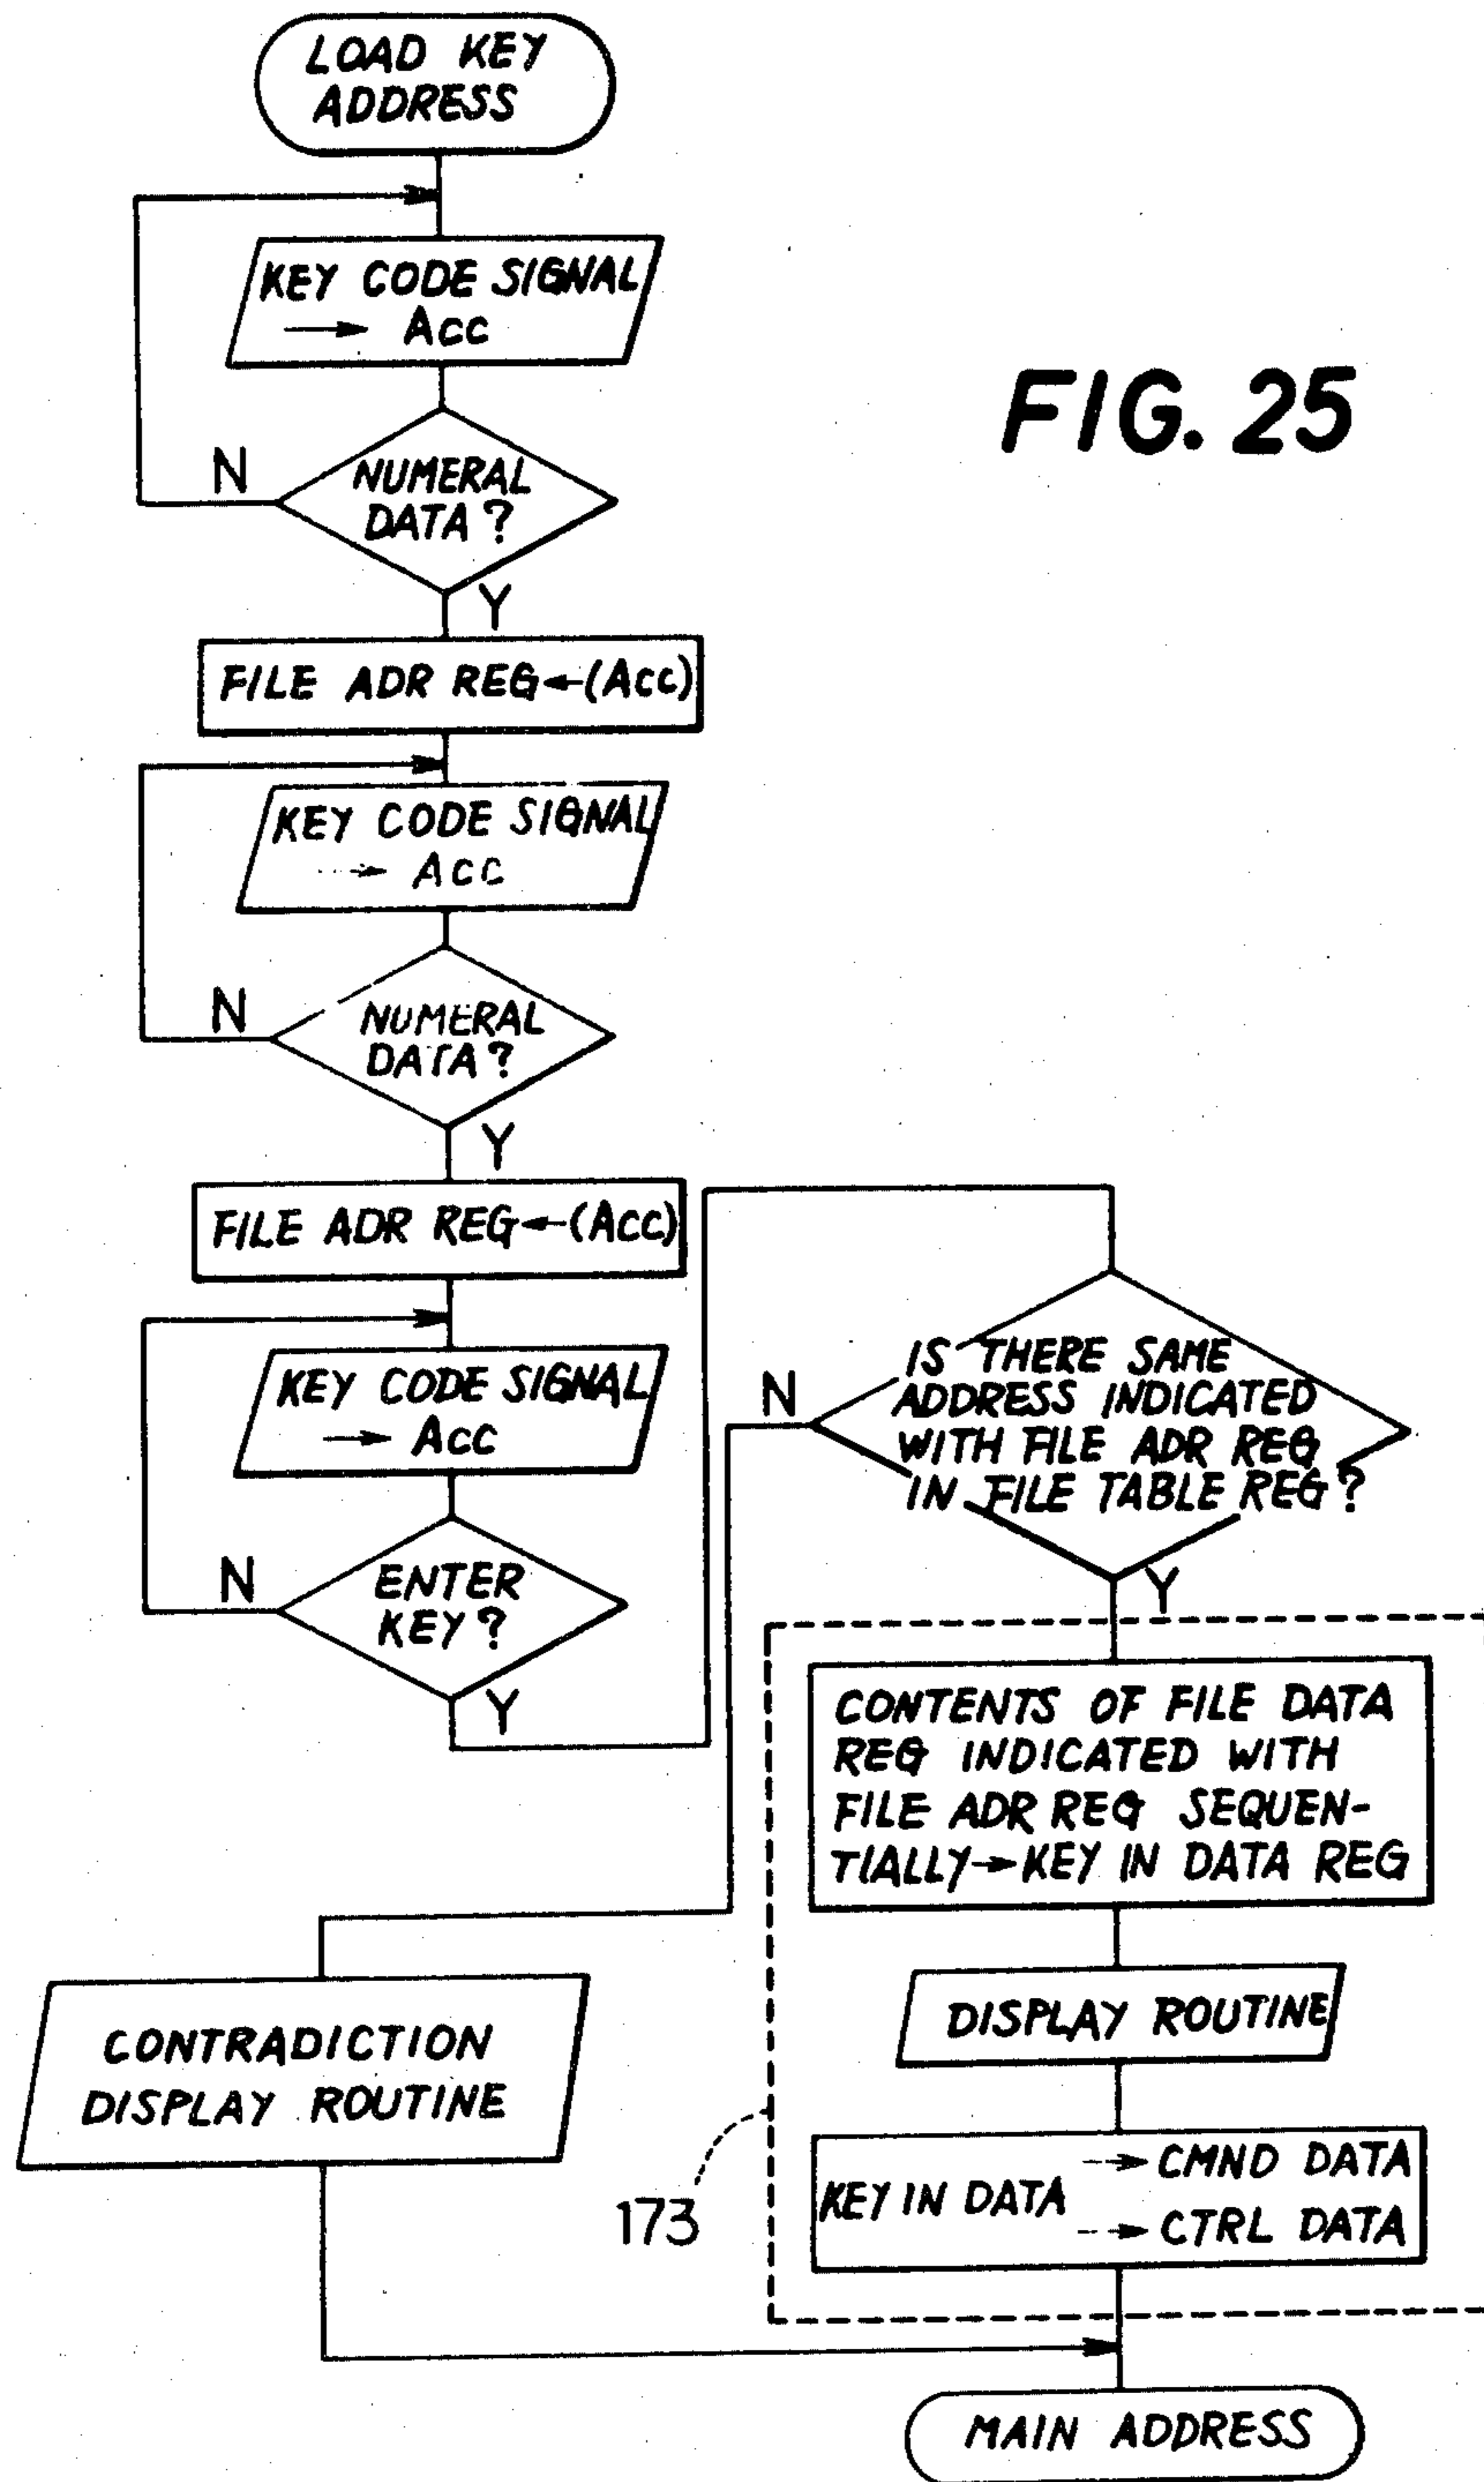 LOAD KEY
ADDRESS
KEY CODE SIGNAL
→ Acc
FIG. 25
N
NUMERAL
DATA?
Y
FILE ADR REG←(Acc)
KEY CODE SIGNAL
→ Acc
N
NUMERAL
DATA?
Y
FILE ADR REG←(Acc)
KEY CODE SIGNAL
→ Acc
N
ENTER
KEY?
Y
IS THERE SAME
ADDRESS INDICATED
WITH FILE ADR REG
IN FILE TABLE REG?
N
Y
CONTENTS OF FILE DATA
REG INDICATED WITH
FILE ADR REG SEQUEN-
TIALLY→KEY IN DATA REG
DISPLAY ROUTINE
CONTRADICTION
DISPLAY ROUTINE
KEY IN DATA
→ CMND DATA
→ CTRL DATA
173
MAIN ADDRESS